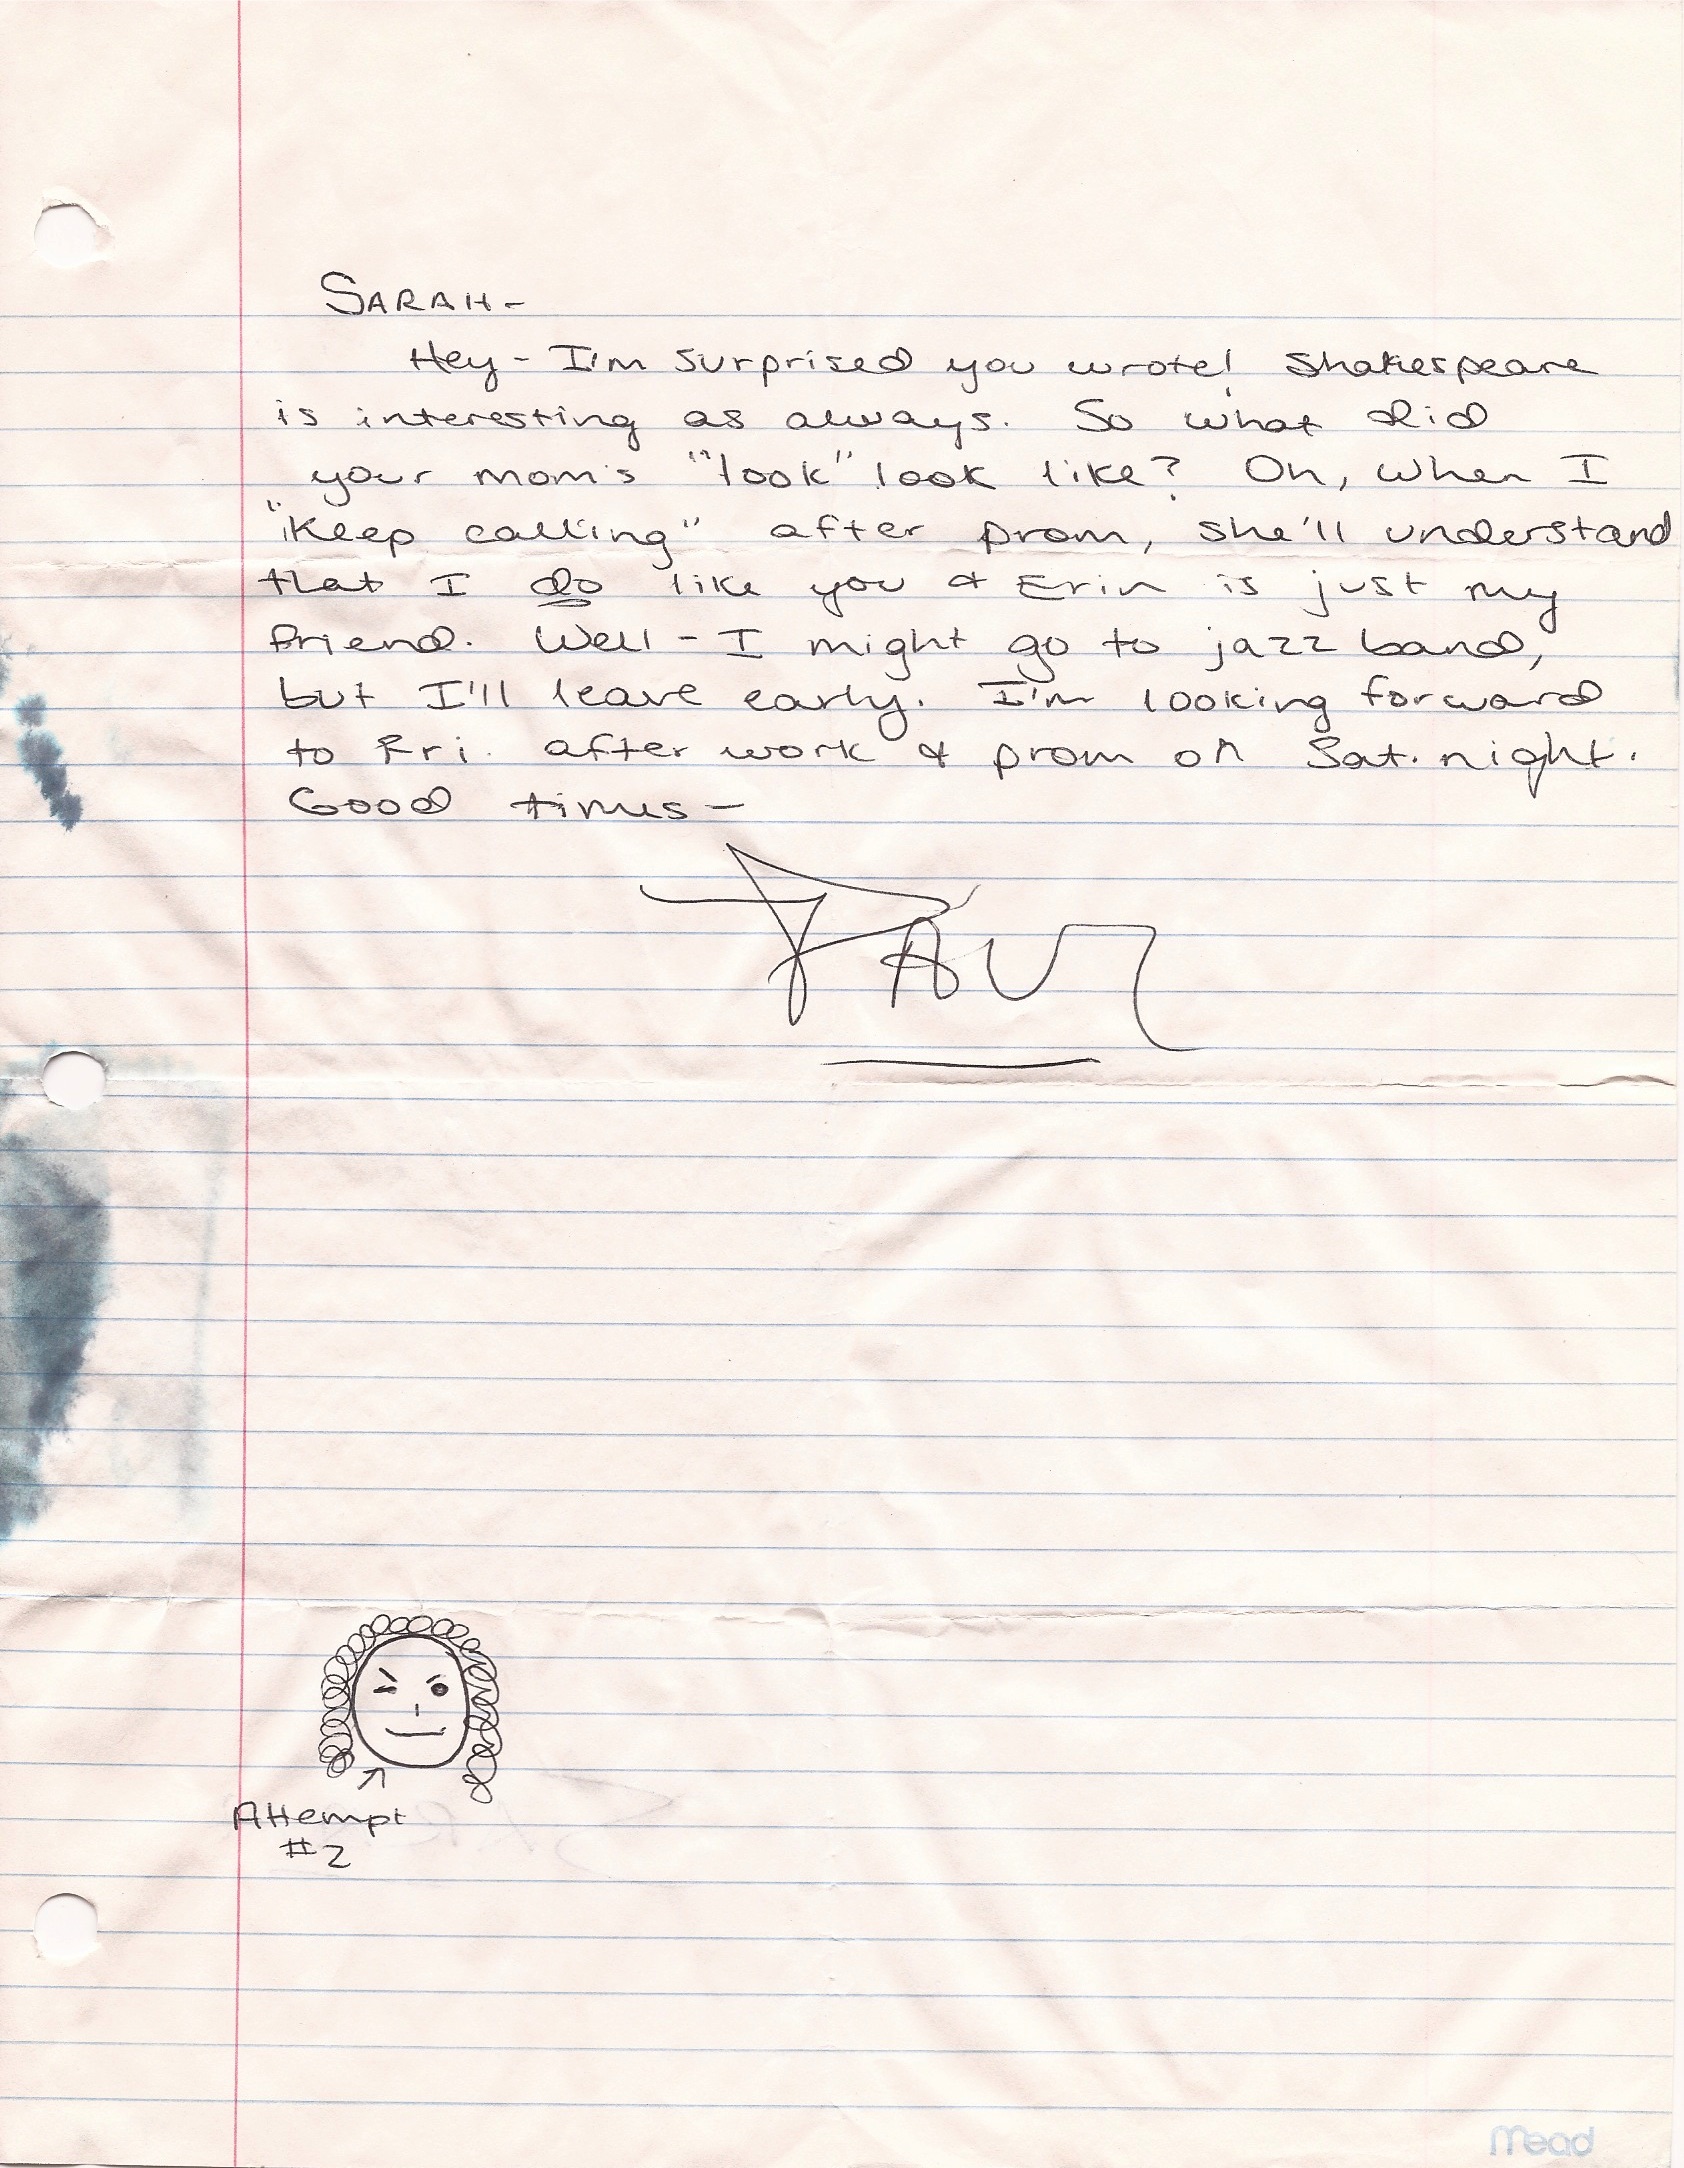 SARAH-
Hey - I'm surprised you wrote! Shakespeare
is interesting as always. So what did
your mom's "look" look like? Oh, when I
"keep calling" after prom, she'll understand
that I do like you & Erin is just my
friend. Well - I might go to jazz band,
but I'll leave early. I'm looking forward
to Fri. after work & prom on Sat. night.
Good times-
PAUL
Attempt
#2
Mead